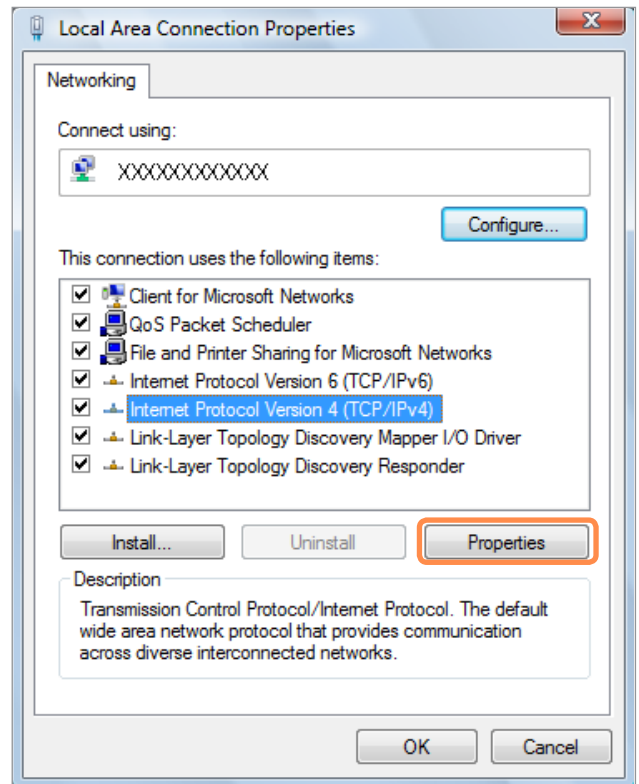 Local Area Connection Properties
Networking
Connect using:
XXXXXXXXXXXX
Configure...
This connection uses the following items:
Client for Microsoft Networks
QoS Packet Scheduler
File and Printer Sharing for Microsoft Networks
Internet Protocol Version 6 (TCP/IPv6)
Internet Protocol Version 4 (TCP/IPv4)
Link-Layer Topology Discovery Mapper I/O Driver
Link-Layer Topology Discovery Responder
Install... Uninstall Properties
Description
Transmission Control Protocol/Internet Protocol. The default
wide area network protocol that provides communication
across diverse interconnected networks.
OK Cancel